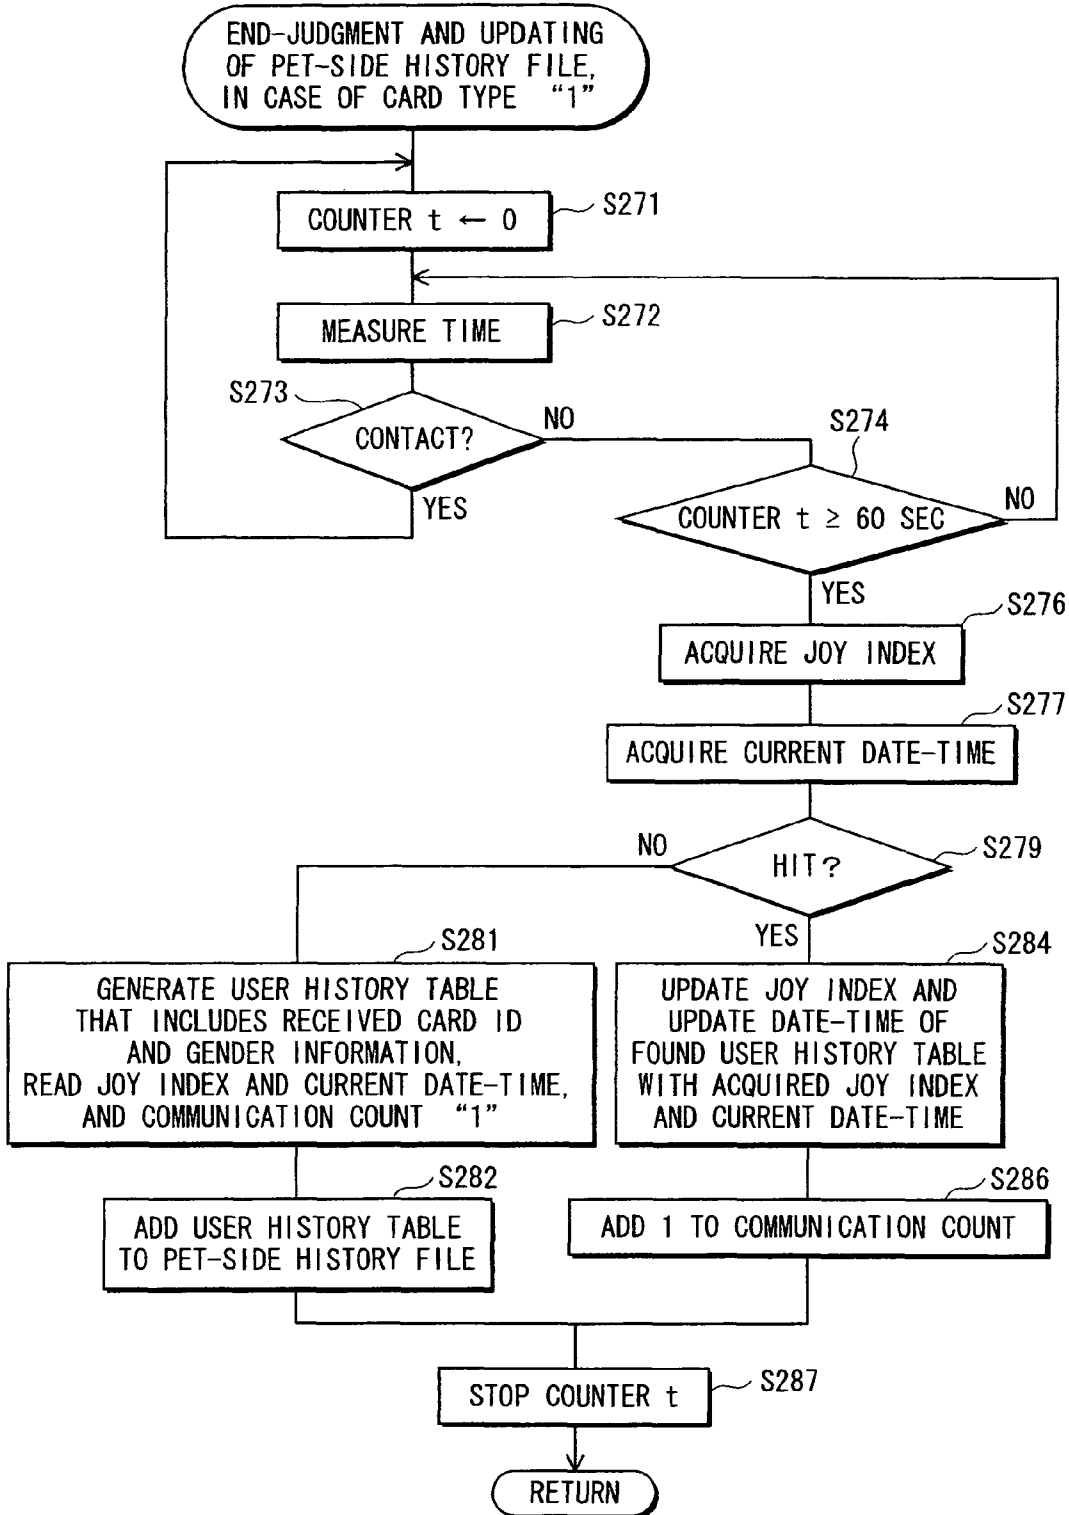 END-JUDGMENT AND UPDATING
OF PET-SIDE HISTORY FILE,
IN CASE OF CARD TYPE “1”
COUNTER t ← 0
S271
MEASURE TIME
S272
S273
CONTACT?
NO
YES
S274
COUNTER t ≥ 60 SEC
NO
YES
S276
ACQUIRE JOY INDEX
S277
ACQUIRE CURRENT DATE-TIME
S279
HIT?
NO
YES
S281
GENERATE USER HISTORY TABLE
THAT INCLUDES RECEIVED CARD ID
AND GENDER INFORMATION,
READ JOY INDEX AND CURRENT DATE-TIME,
AND COMMUNICATION COUNT “1”
S284
UPDATE JOY INDEX AND
UPDATE DATE-TIME OF
FOUND USER HISTORY TABLE
WITH ACQUIRED JOY INDEX
AND CURRENT DATE-TIME
S282
ADD USER HISTORY TABLE
TO PET-SIDE HISTORY FILE
S286
ADD 1 TO COMMUNICATION COUNT
S287
STOP COUNTER t
RETURN